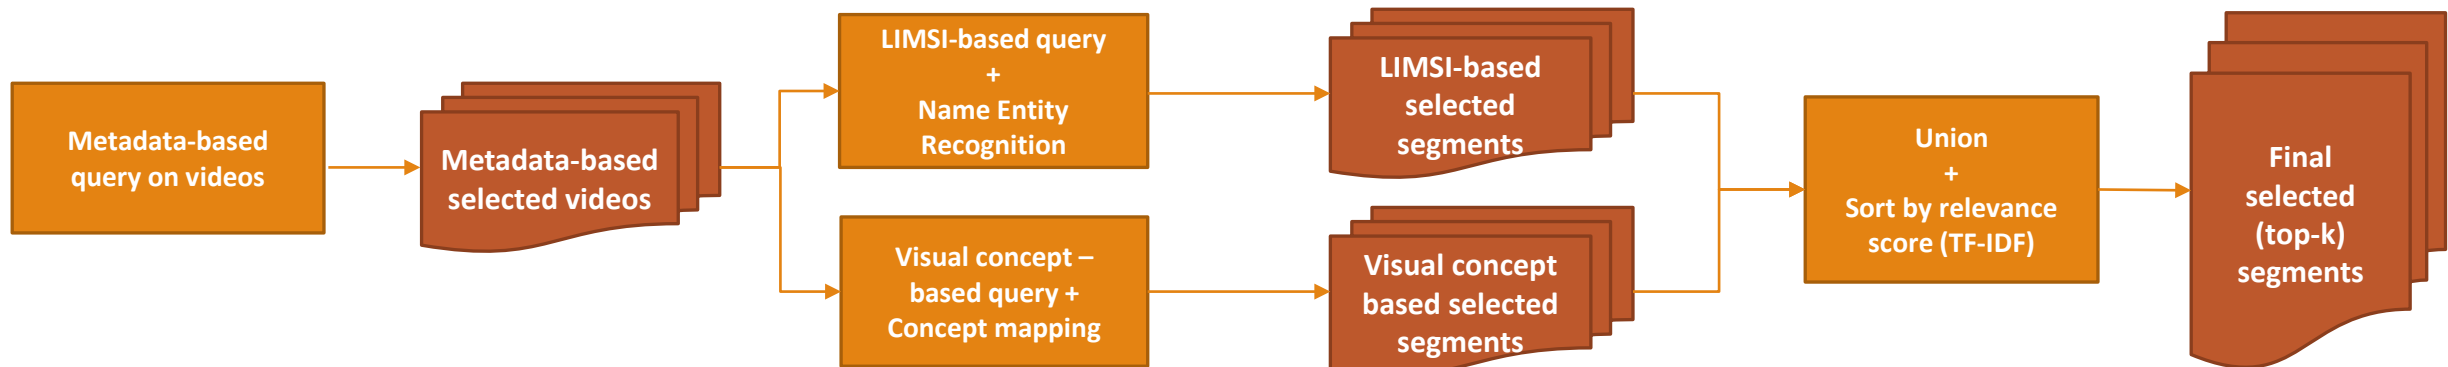 Metadata-based
query on videos
Metadata-based
selected videos
LIMSI-based query
+
Name Entity
Recognition
Visual concept –
based query +
Concept mapping
LIMSI-based
selected
segments
Visual concept
based selected
segments
Union
+
Sort by relevance
score (TF-IDF)
Final
selected
(top-k)
segments